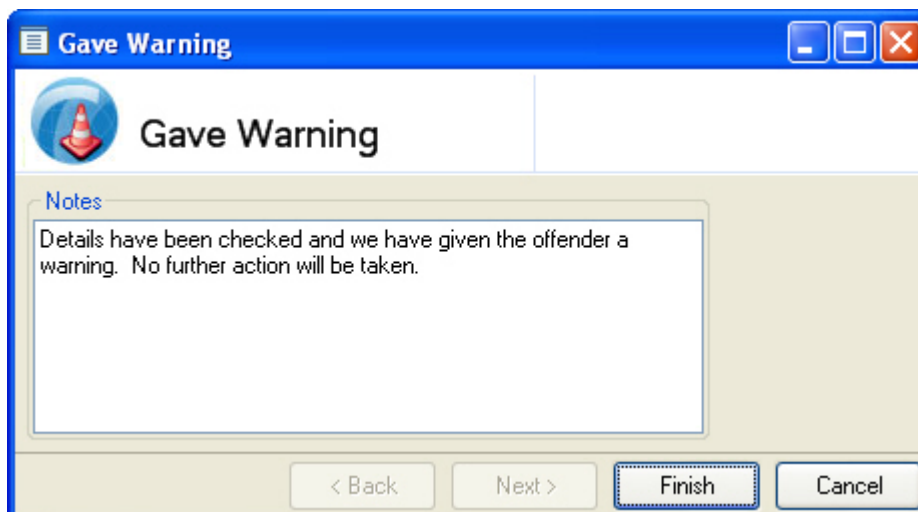 Gave Warning
Gave Warning
Notes
Details have been checked and we have given the offender a
warning.  No further action will be taken.
< Back
Next >
Finish
Cancel